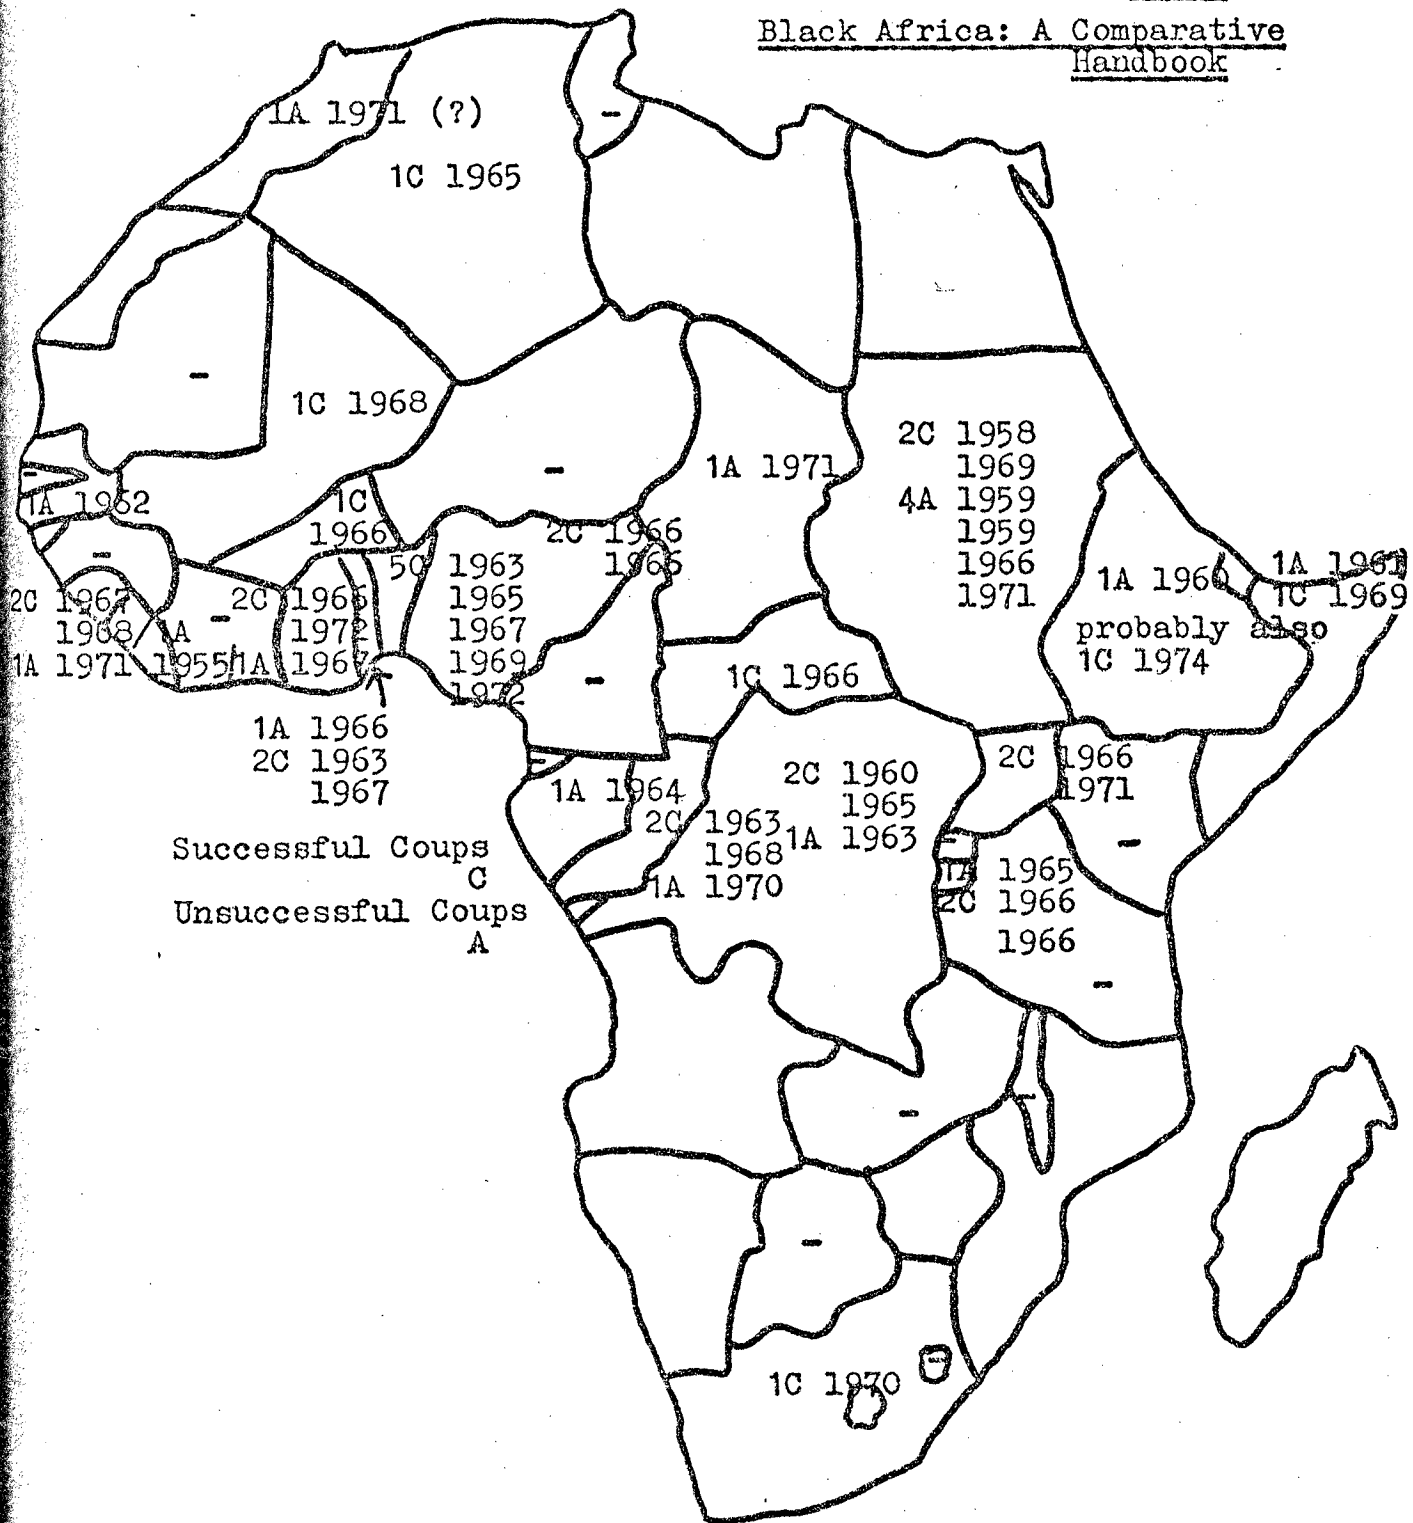 Black Africa: A Comparative
Handbook
1A 1971 (?)
-
1C 1965
-
1C 1968
2C 1958
1969
4A 1959
1959
1966
1971
-
1A 1971
-
1A 1962
1C
1966
2C 1966
1966
-
5C 1963
1965
1967
1969
1972
1A 1961
1C 1969
1A 1960
probably also
1C 1974
2C 1967
1968
1A 1971
1A
1955
-
2C 1966
1972
1A 1967
1A 1966
2C 1963
1967
-
1C 1966
-
1A 1964
2C 1963
1968
1A 1970
2C 1960
1965
1A 1963
2C 1966
1971
-
-
1A 1965
2C 1966
1966
-
Successful Coups
C
Unsuccessful Coups
A
-
-
-
-
1C 1970